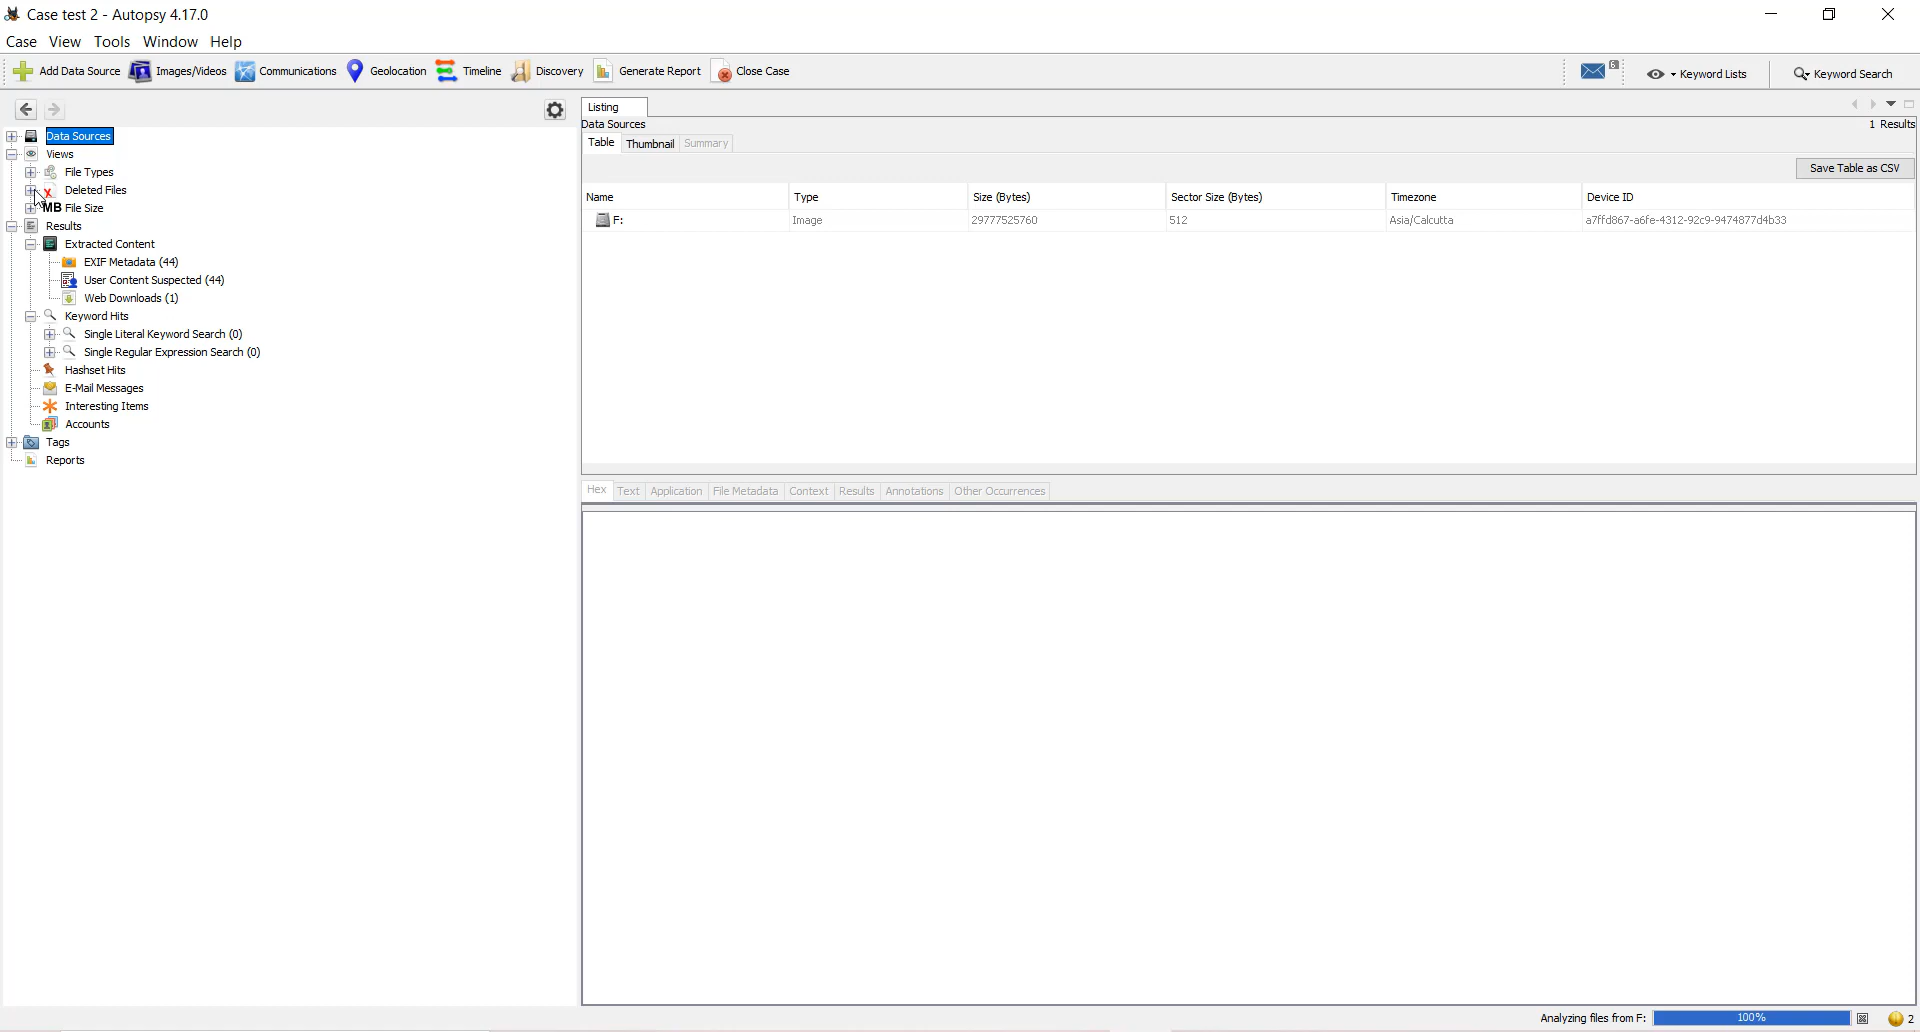 Case test 2 - Autopsy 4.17.0
Case View Tools Window Help
Add Data Source Images/Videos Communications Geolocation Timeline Discovery Generate Report Close Case 6 Keyword Lists Keyword Search
Listing
Data Sources 1 Results
Table Thumbnail Summary
Save Table as CSV
Name Type Size (Bytes) Sector Size (Bytes) Timezone Device ID
F: Image 29777525760 512 Asia/Calcutta a7ffd867-a6fe-4312-92c9-9474877d4b33
Data Sources
Views
File Types
Deleted Files
MB File Size
Results
Extracted Content
EXIF Metadata (44)
User Content Suspected (44)
Web Downloads (1)
Keyword Hits
Single Literal Keyword Search (0)
Single Regular Expression Search (0)
Hashset Hits
E-Mail Messages
Interesting Items
Accounts
Tags
Reports
Hex Text Application File Metadata Context Results Annotations Other Occurrences
Analyzing files from F: 100% 2